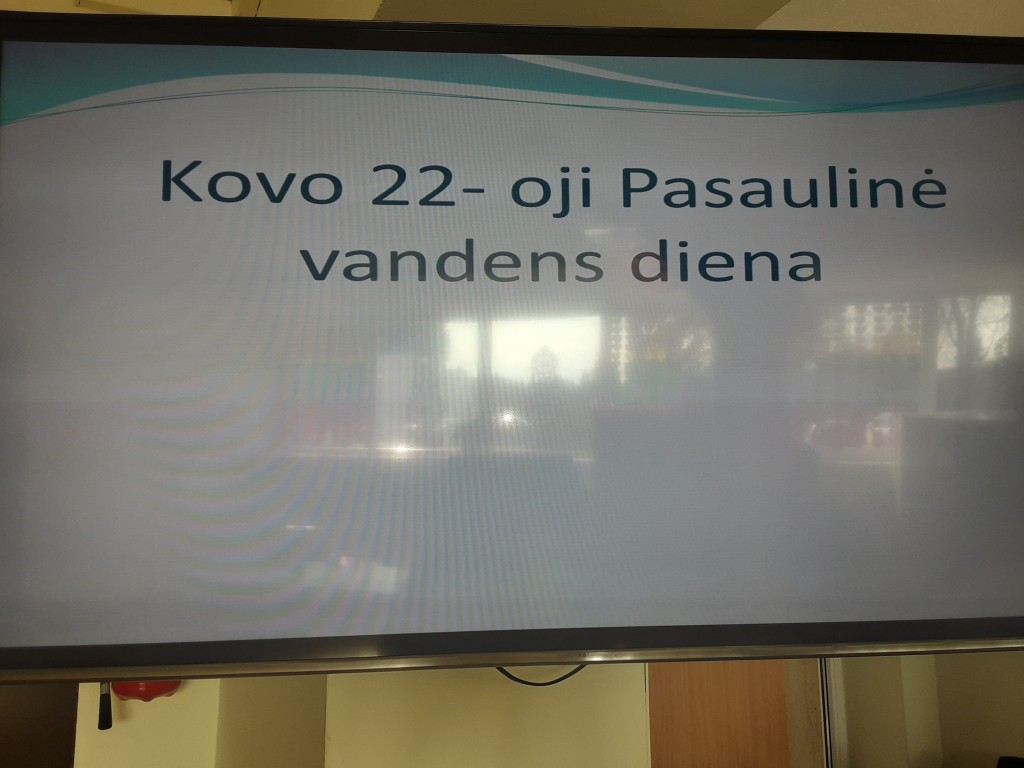 Kovo 22- oji Pasaulinė
vandens diena